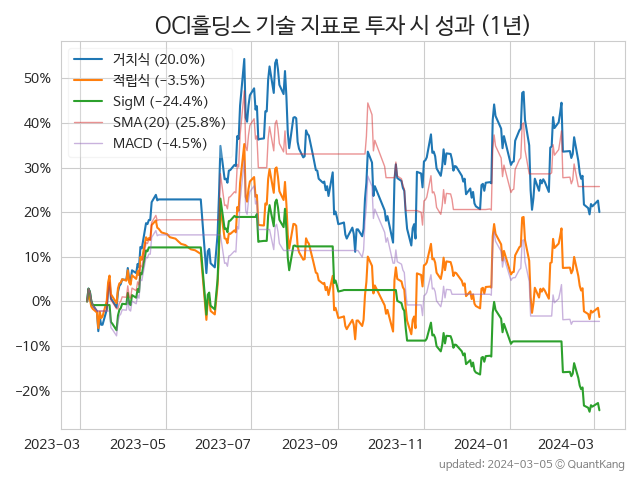 OCI홀딩스 기술 지표로 투자 시 성과 (1년)
거치식 (20.0%)
적립식 (−3.5%)
SigM (−24.4%)
SMA(20) (25.8%)
MACD (−4.5%)
50%
40%
30%
20%
10%
0%
−10%
−20%
2023-03 2023-05 2023-07 2023-09 2023-11 2024-01 2024-03
updated: 2024-03-05 © QuantKang